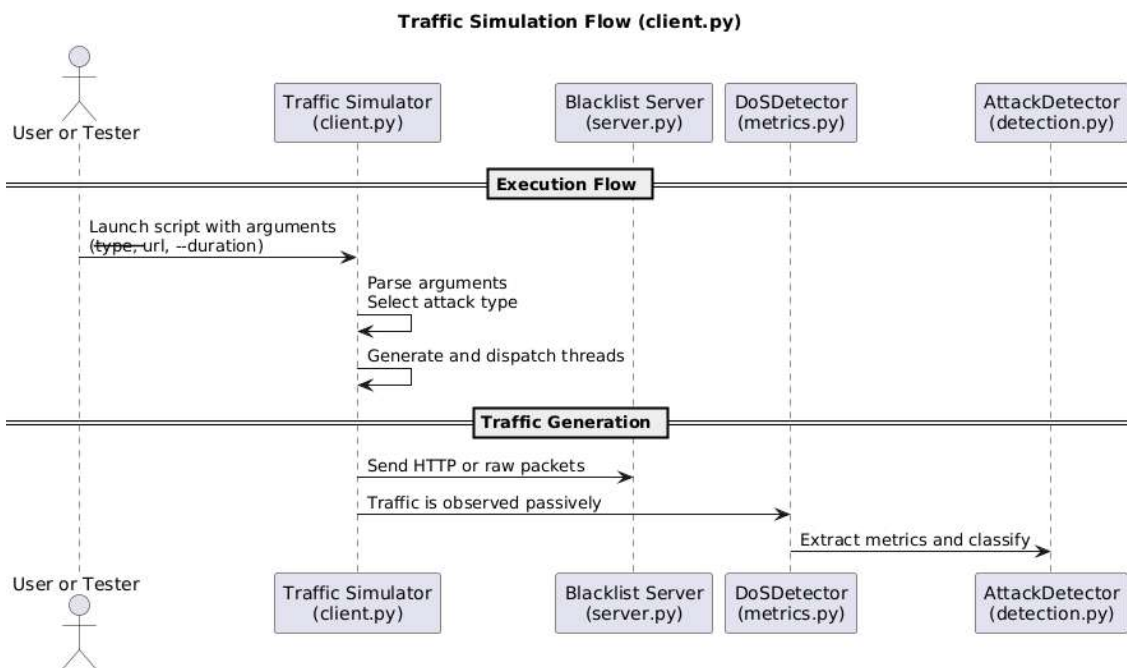 Traffic Simulation Flow (client.py)
User or Tester
Traffic Simulator
(client.py)
Blacklist Server
(server.py)
DoSDetector
(metrics.py)
AttackDetector
(detection.py)
Execution Flow
Launch script with arguments
(type, url, --duration)
Parse arguments
Select attack type
Generate and dispatch threads
Traffic Generation
Send HTTP or raw packets
Traffic is observed passively
Extract metrics and classify
User or Tester
Traffic Simulator
(client.py)
Blacklist Server
(server.py)
DoSDetector
(metrics.py)
AttackDetector
(detection.py)